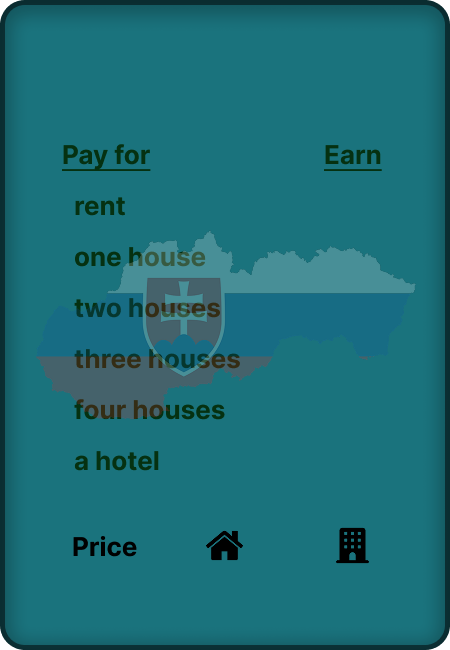 Pay for Earn
rent
one house
two houses
three houses
four houses
a hotel
Price